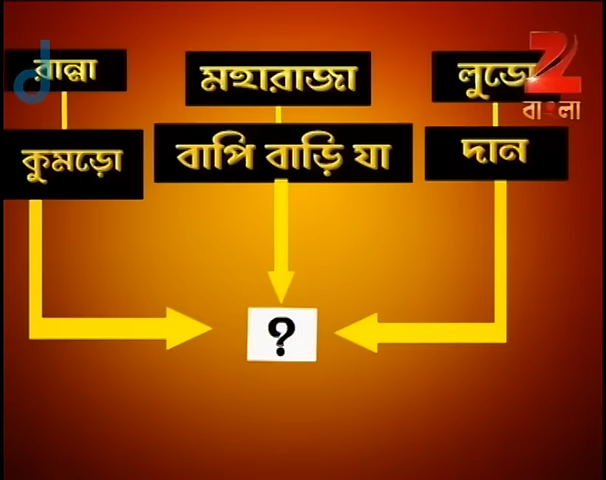 রান্না
মহারাজা
লুডো
বাংলা
কুমড়ো
বাপি বাড়ি যা
দান
?